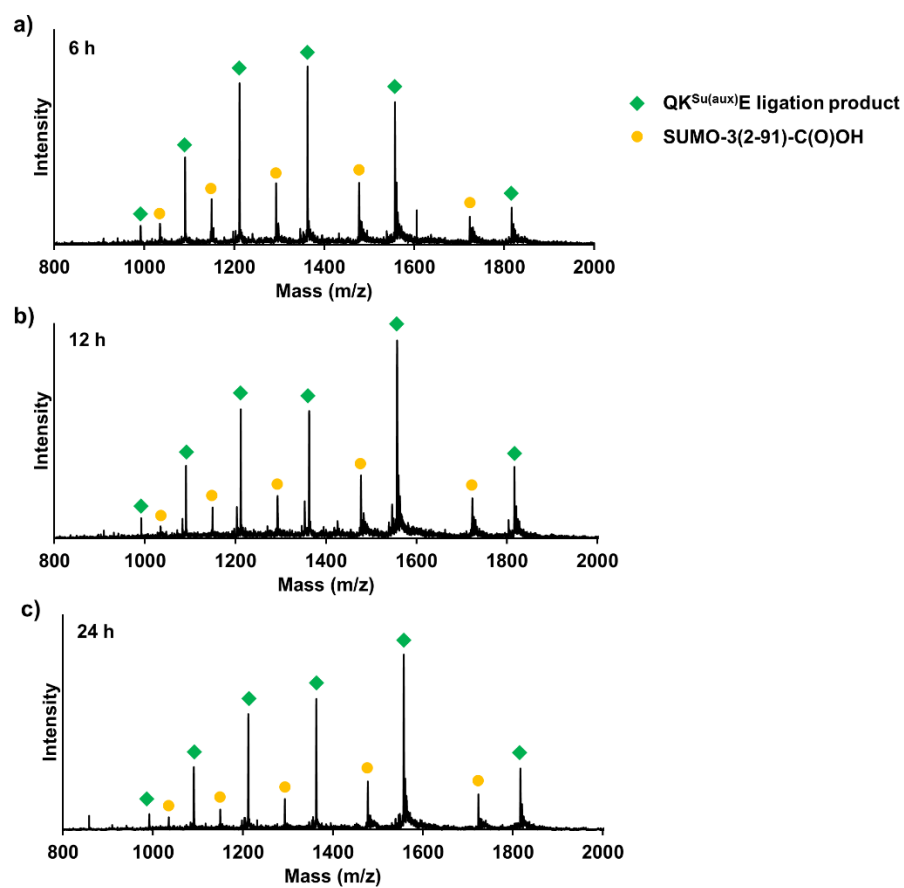 a)
6 h
Intensity
800 1000 1200 1400 1600 1800 2000
Mass (m/z)
QK^Su(aux)E ligation product
SUMO-3(2-91)-C(O)OH
b)
12 h
Intensity
800 1000 1200 1400 1600 1800 2000
Mass (m/z)
c)
24 h
Intensity
800 1000 1200 1400 1600 1800 2000
Mass (m/z)